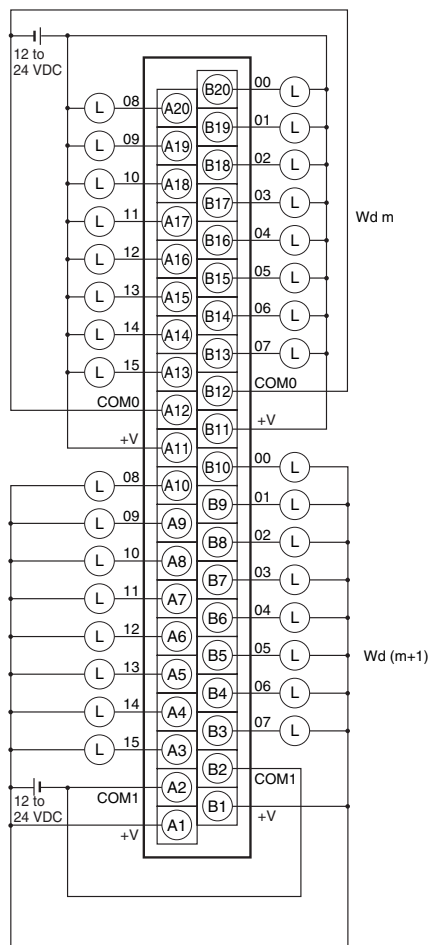 12 to
24 VDC
00 L
B20
L 08 A20
B19 01 L
L 09 A19
B18 02 L
L 10 A18
B17 03 L
L 11 A17
Wd m
B16 04 L
L 12 A16
B15 05 L
L 13 A15
B14 06 L
L 14 A14
B13 07 L
L 15 A13
B12 COM0
COM0 A12
B11 +V
+V A11
B10 00 L
L 08 A10
B9 01 L
L 09 A9
B8 02 L
L 10 A8
B7 03 L
L 11 A7
B6 04 L
L 12 A6
B5 05 L
Wd (m+1)
L 13 A5
B4 06 L
L 14 A4
B3 07 L
L 15 A3
B2 COM1
12 to
24 VDC
COM1 A2
B1 +V
+V A1